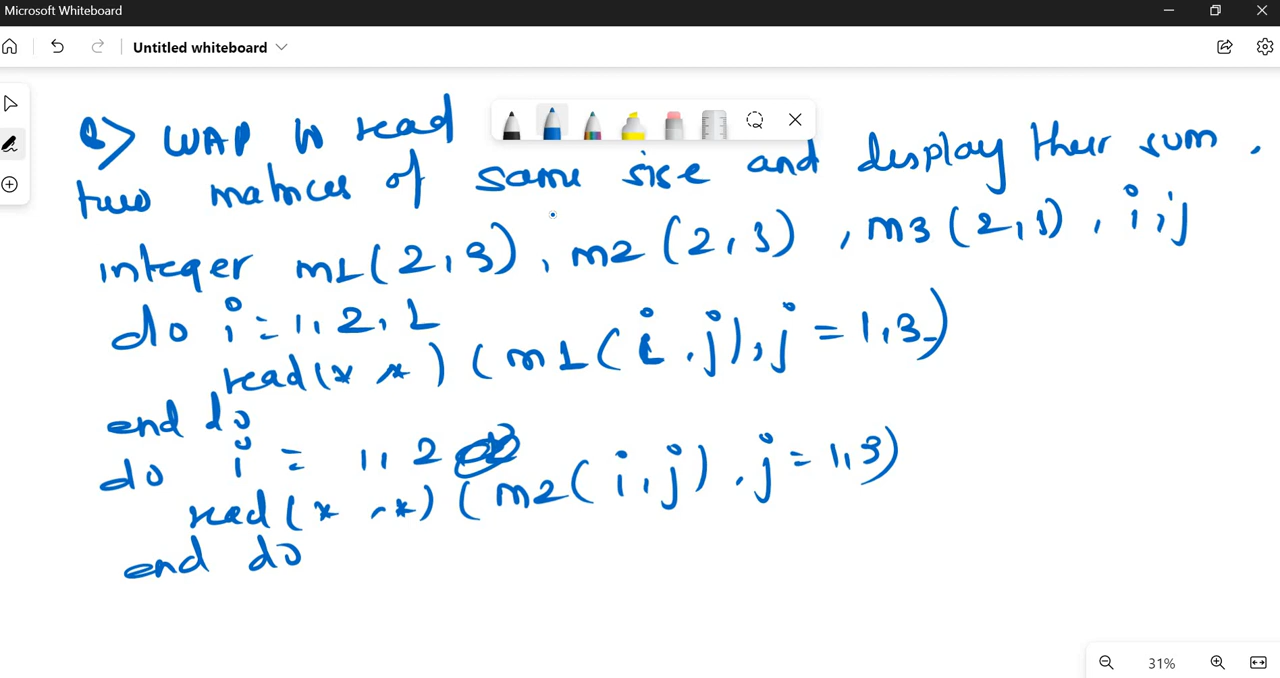 Microsoft Whiteboard
Untitled whiteboard
Q> WAP to read
two matrices of same size and display their sum.
integer m1(2,3), m2(2,3), m3(2,3), i,j
do i=1,2,1
read(*,*) (m1(i,j),j=1,3)
end do
do i = 1,2
read(*,*) (m2(i,j),j=1,3)
end do
31%